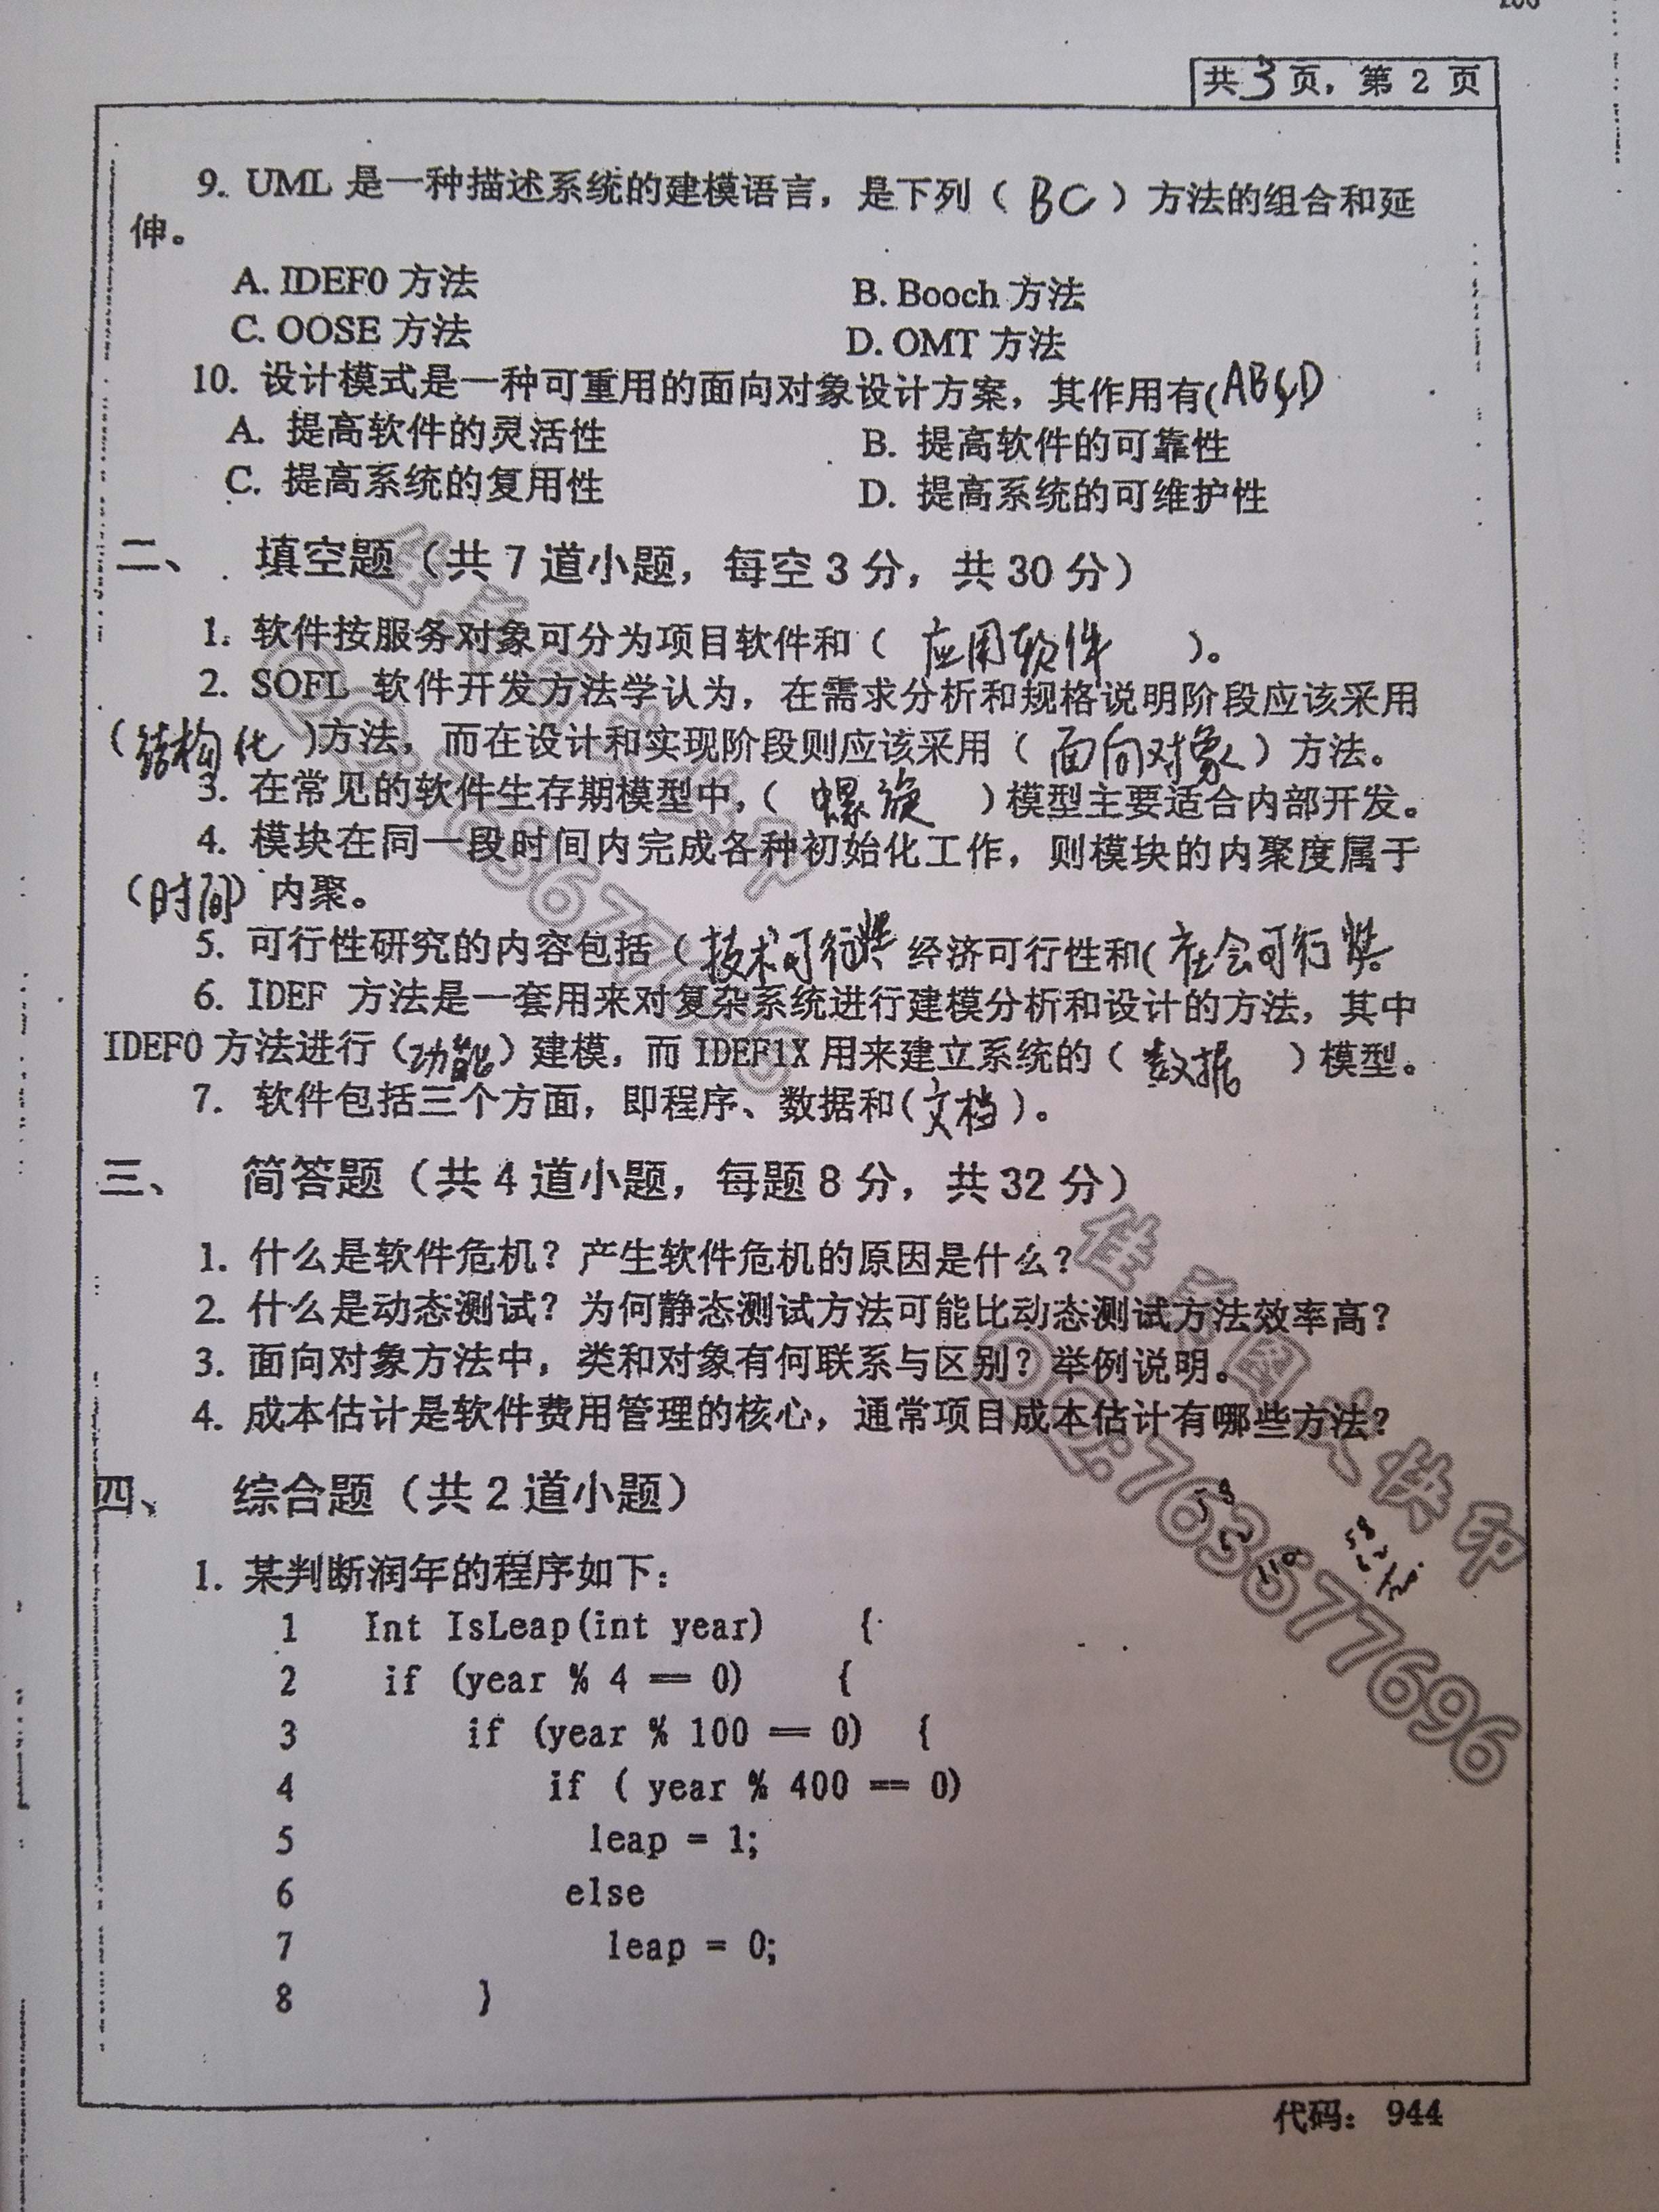 共3页，第 2 页
9. UML 是一种描述系统的建模语言，是下列（ BC ）方法的组合和延
伸。
A. IDEF0 方法 B. Booch 方法
C. OOSE 方法 D. OMT 方法
10. 设计模式是一种可重用的面向对象设计方案，其作用有(ABCD
A. 提高软件的灵活性 B. 提高软件的可靠性
C. 提高系统的复用性 D. 提高系统的可维护性
二、 填空题（共 7 道小题，每空 3 分，共 30 分）
1. 软件按服务对象可分为项目软件和（ 应用软件 ）。
2. SOFL 软件开发方法学认为，在需求分析和规格说明阶段应该采用
（结构化 )方法，而在设计和实现阶段则应该采用（ 面向对象 ）方法。
3. 在常见的软件生存期模型中,（ 螺旋 ）模型主要适合内部开发。
4. 模块在同一段时间内完成各种初始化工作，则模块的内聚度属于
（时间）内聚。
5. 可行性研究的内容包括（技术可行性 经济可行性和(社会可行性。
6. IDEF 方法是一套用来对复杂系统进行建模分析和设计的方法，其中
IDEF0 方法进行（功能）建模，而 IDEF1X 用来建立系统的（ 数据 ）模型。
7. 软件包括三个方面，即程序、数据和(文档)。
三、 简答题（共 4 道小题，每题 8 分，共 32 分）
1. 什么是软件危机？产生软件危机的原因是什么？
2. 什么是动态测试？为何静态测试方法可能比动态测试方法效率高？
3. 面向对象方法中，类和对象有何联系与区别？举例说明。
4. 成本估计是软件费用管理的核心，通常项目成本估计有哪些方法？
四、 综合题（共 2 道小题）
1. 某判断润年的程序如下：
1 Int IsLeap(int year) {
2 if (year % 4 == 0) {
3 if (year % 100 == 0) {
4 if ( year % 400 == 0)
5 leap = 1;
6 else
7 leap = 0;
8 }
QQ:763677696
代码： 944